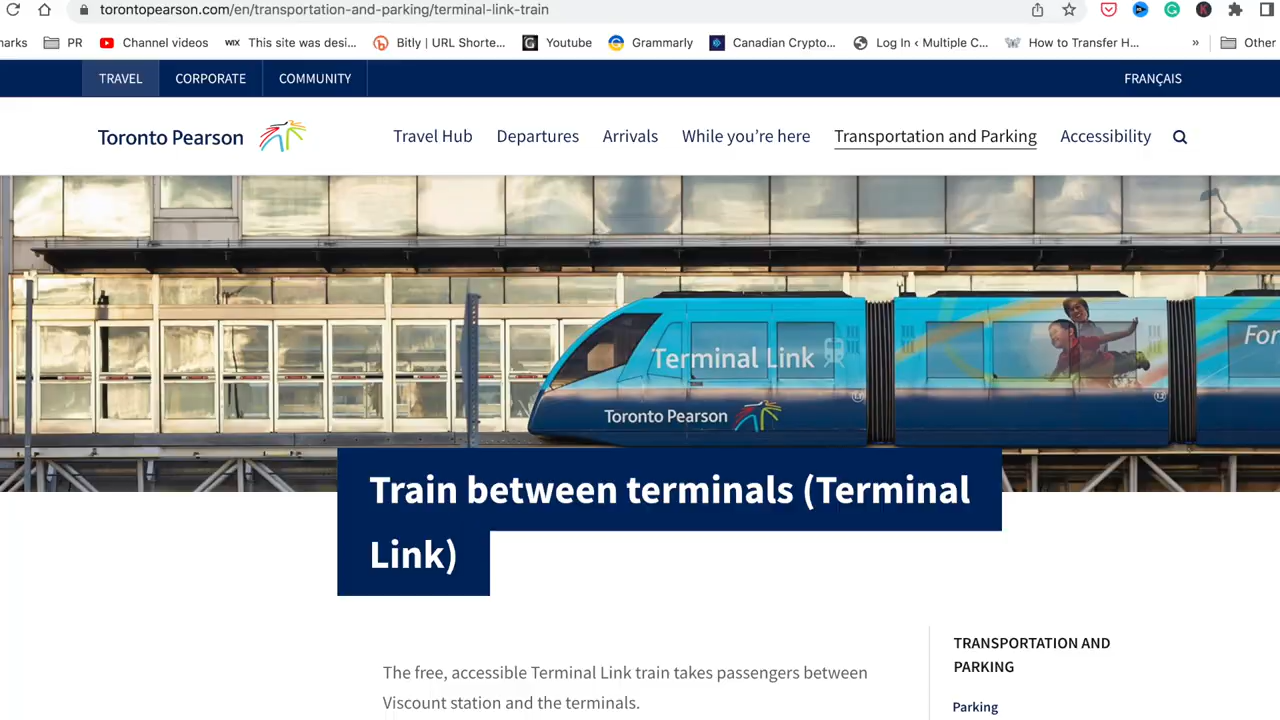 torontopearson.com/en/transportation-and-parking/terminal-link-train
arks PR Channel videos WiX This site was desi... Bitly | URL Shorte... Youtube Grammarly Canadian Crypto... Log In ‹ Multiple C... How to Transfer H... » Other
TRAVEL CORPORATE COMMUNITY FRANÇAIS
Toronto Pearson Travel Hub Departures Arrivals While you're here Transportation and Parking Accessibility
Terminal Link
For
Toronto Pearson
Train between terminals (Terminal
Link)
The free, accessible Terminal Link train takes passengers between
Viscount station and the terminals.
TRANSPORTATION AND
PARKING
Parking